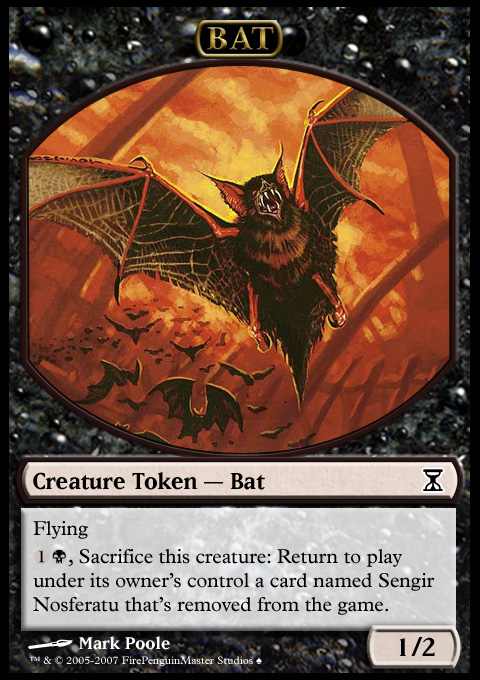 BAT
Creature Token — Bat
Flying
1 , Sacrifice this creature: Return to play
under its owner's control a card named Sengir
Nosferatu that's removed from the game.
Mark Poole
™ & © 2005-2007 FirePenguinMaster Studios ♠
1/2